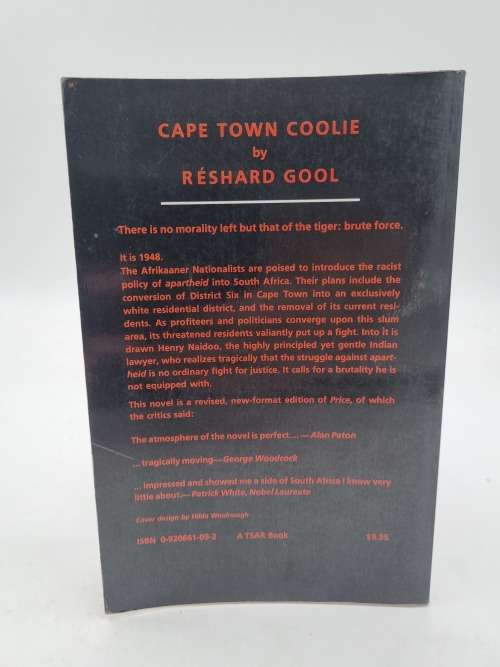 CAPE TOWN COOLIE
by
RÉSHARD GOOL
There is no morality left but that of the tiger: brute force.
It is 1948.
The Afrikaaner Nationalists are poised to introduce the racist
policy of apartheid into South Africa. Their plans include the
conversion of District Six in Cape Town into an exclusively
white residential district, and the removal of its current resi-
dents. As profiteers and politicians converge upon this slum
area, its threatened residents valiantly put up a fight. Into it is
drawn Henry Naidoo, the highly principled yet gentle Indian
lawyer, who realizes tragically that the struggle against apart-
heid is no ordinary fight for justice. It calls for a brutality he is
not equipped with.
This novel is a revised, new-format edition of Price, of which
the critics said:
The atmosphere of the novel is perfect.... — Alan Paton
... tragically moving—George Woodcock
... impressed and showed me a side of South Africa I know very
little about.—Patrick White, Nobel Laureate
Cover design by Hilda Woolnough
ISBN 0-920661-09-2 A TSAR Book $8.95